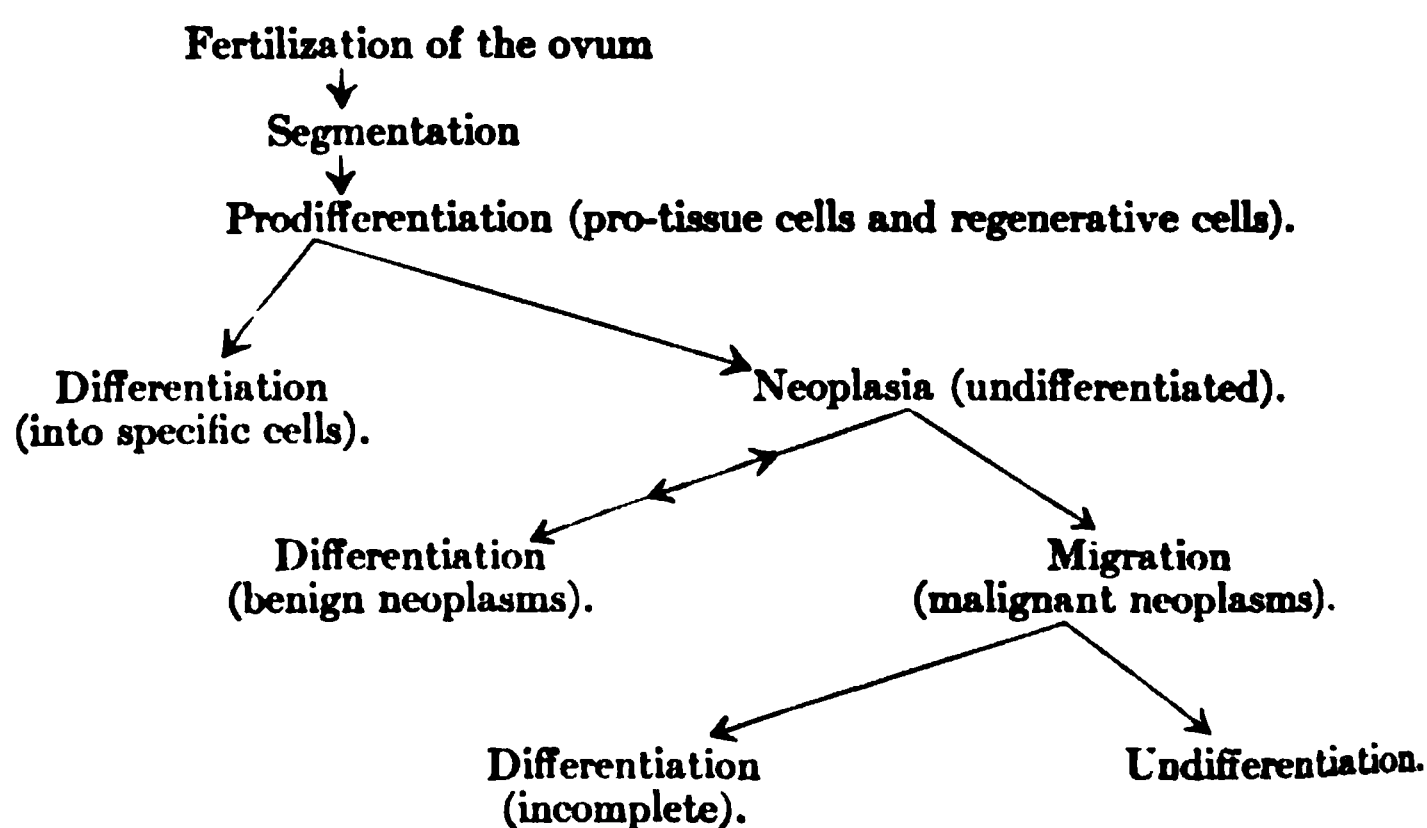 Fertilization of the ovum
Segmentation
Prodifferentiation (pro-tissue cells and regenerative cells).
Differentiation
(into specific cells).
Neoplasia (undifferentiated).
Differentiation
(benign neoplasms).
Migration
(malignant neoplasms).
Differentiation
(incomplete).
Undifferentiation.